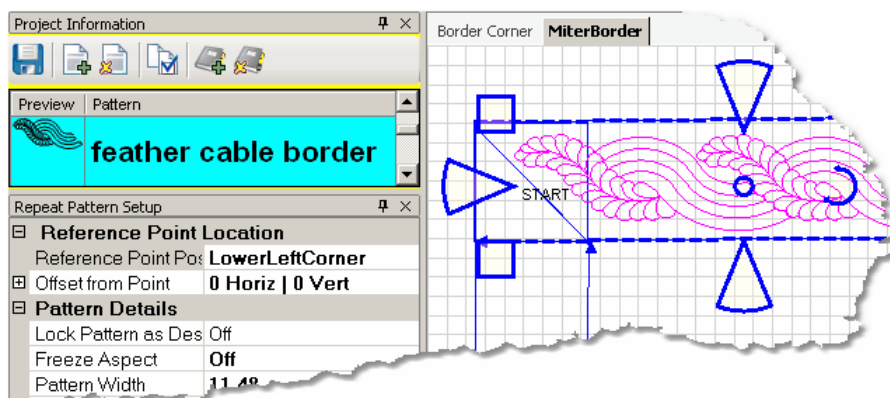 Project Information
Border Corner MiterBorder
Preview Pattern
feather cable border
START
Repeat Pattern Setup
Reference Point Location
Reference Point Pos LowerLeftCorner
Offset from Point 0 Horiz | 0 Vert
Pattern Details
Lock Pattern as Des Off
Freeze Aspect Off
Pattern Width 11.48